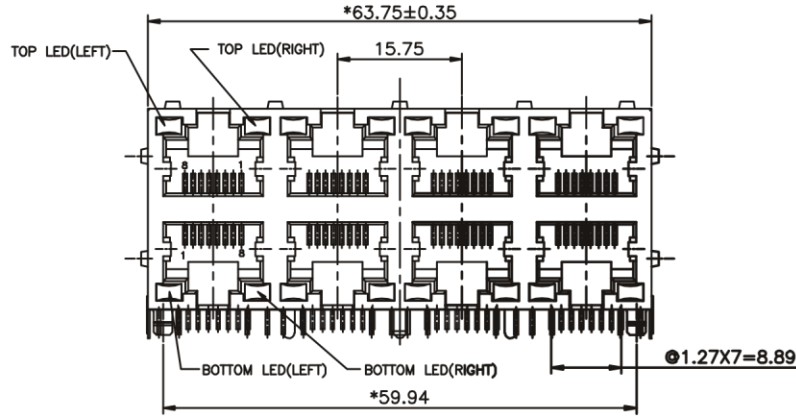 *63.75±0.35
TOP LED(LEFT)
TOP LED(RIGHT)
15.75
8 1
1 8
BOTTOM LED(LEFT)
BOTTOM LED(RIGHT)
@1.27X7=8.89
*59.94